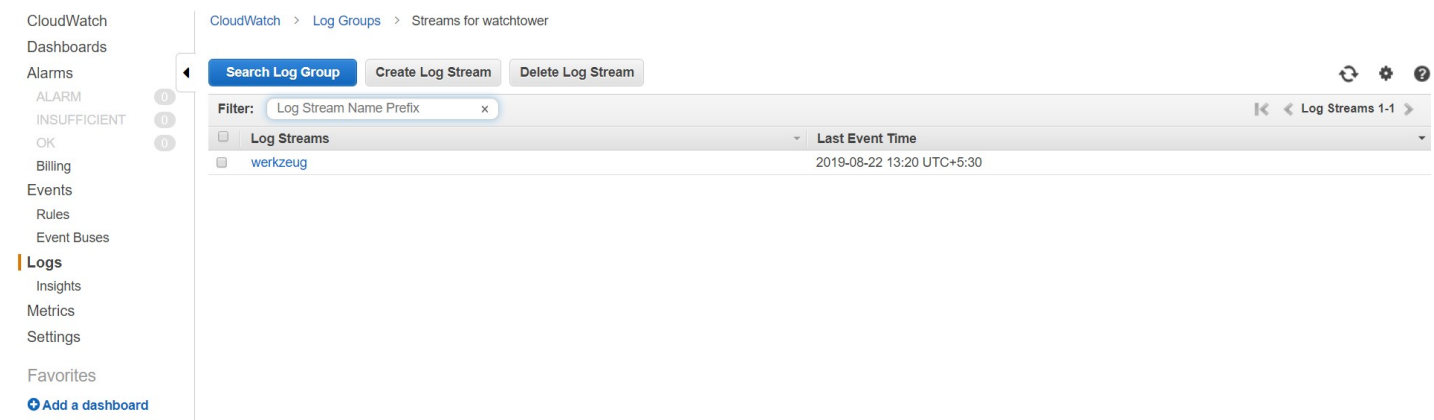 CloudWatch
Dashboards
Alarms
ALARM 0
INSUFFICIENT 0
OK 0
Billing
Events
Rules
Event Buses
Logs
Insights
Metrics
Settings
Favorites
Add a dashboard
CloudWatch > Log Groups > Streams for watchtower
Search Log Group Create Log Stream Delete Log Stream
Filter: Log Stream Name Prefix x Log Streams 1-1
Log Streams Last Event Time
werkzeug 2019-08-22 13:20 UTC+5:30